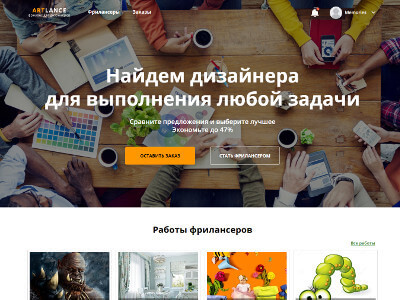 ARTLANCE
Фрилансеры
Заказы
Memories
Найдем дизайнера
для выполнения любой задачи
Сравните предложения и выберите лучшее
Экономьте до 47%
ОСТАВИТЬ ЗАКАЗ
СТАТЬ ФРИЛАНСЕРОМ
Работы фрилансеров
Все работы